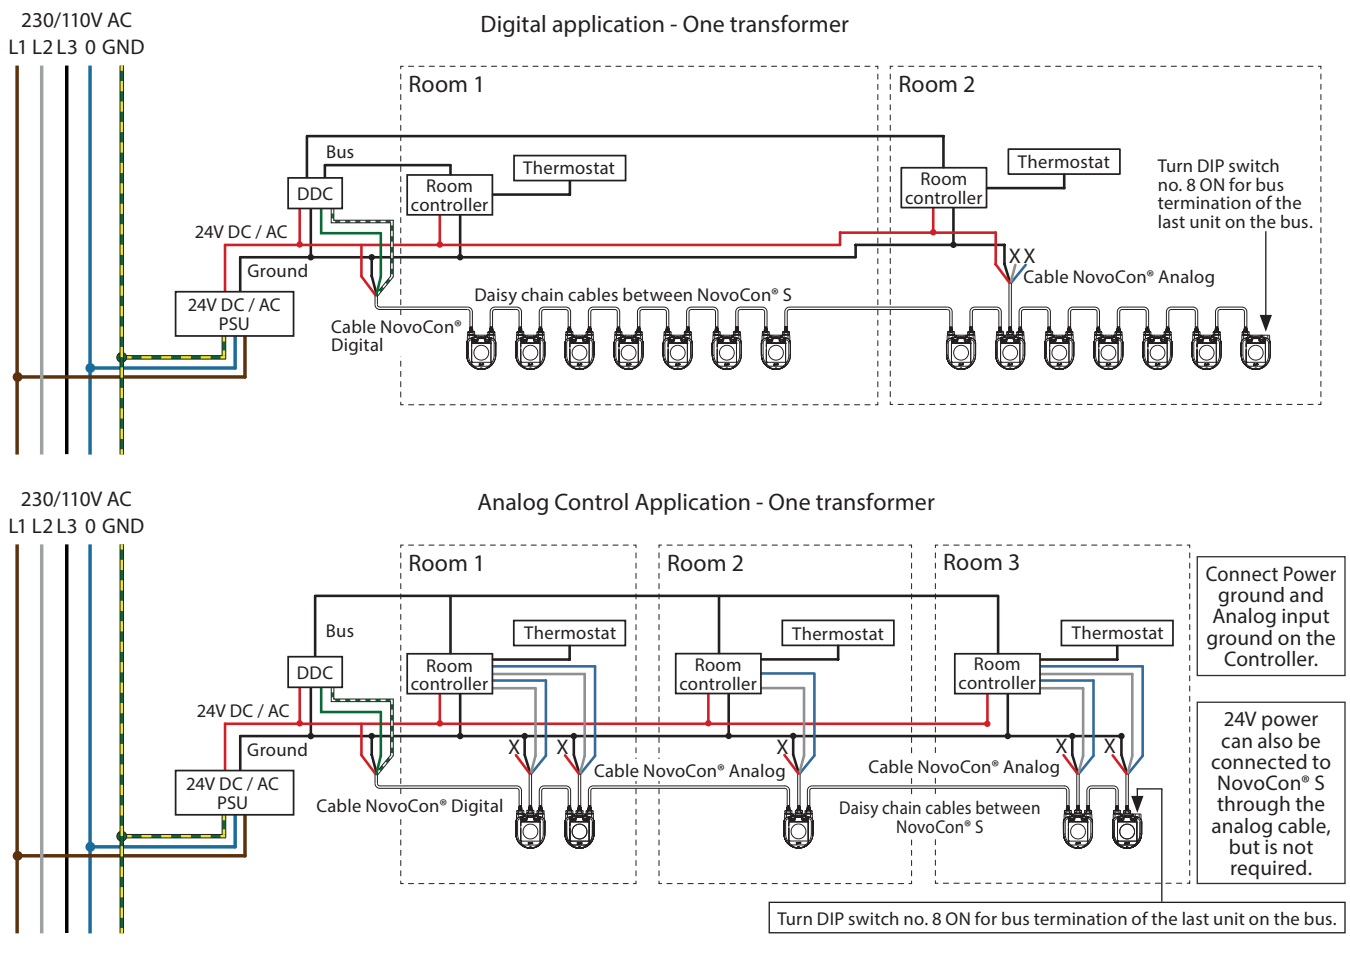 230/110V AC
L1 L2 L3 0 GND
Digital application - One transformer
Room 1
Room 2
Bus
Thermostat
Thermostat
DDC
Room
controller
Room
controller
Turn DIP switch
no. 8 ON for bus
termination of the
last unit on the bus.
24V DC / AC
Ground
X X
Cable NovoCon® Analog
24V DC / AC
PSU
Daisy chain cables between NovoCon® S
Cable NovoCon®
Digital
230/110V AC
L1 L2 L3 0 GND
Analog Control Application - One transformer
Room 1
Room 2
Room 3
Connect Power
ground and
Analog input
ground on the
Controller.
Bus
Thermostat
Thermostat
Thermostat
DDC
Room
controller
Room
controller
Room
controller
24V DC / AC
Ground
X
X
X
X
X
24V power
can also be
connected to
NovoCon® S
through the
analog cable,
but is not
required.
24V DC / AC
PSU
Cable NovoCon® Analog
Cable NovoCon® Analog
Cable NovoCon® Digital
Daisy chain cables between
NovoCon® S
Turn DIP switch no. 8 ON for bus termination of the last unit on the bus.